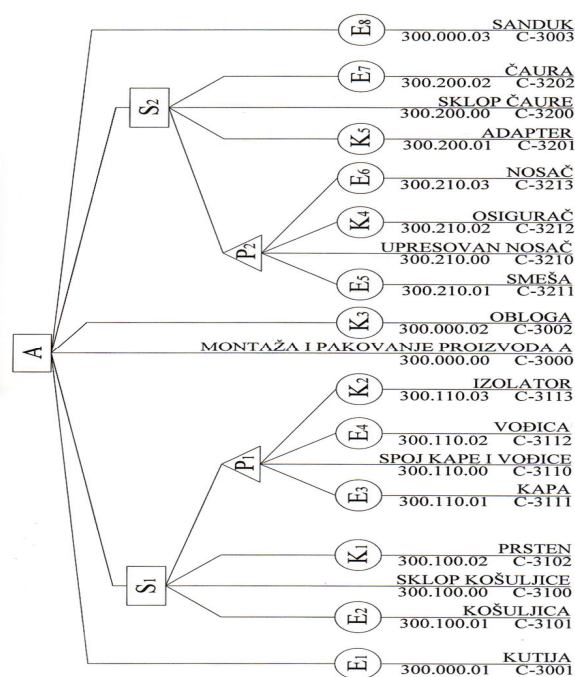 SANDUK
E8
300.000.03 C-3003
ČAURA
E7
300.200.02 C-3202
S2
SKLOP ČAURE
300.200.00 C-3200
ADAPTER
K5
300.200.01 C-3201
NOSAČ
E6
300.210.03 C-3213
OSIGURAČ
K4
300.210.02 C-3212
P2
UPRESOVAN NOSAČ
300.210.00 C-3210
SMEŠA
E5
300.210.01 C-3211
OBLOGA
K3
300.000.02 C-3002
A
MONTAŽA I PAKOVANJE PROIZVODA A
300.000.00 C-3000
IZOLATOR
K2
300.110.03 C-3113
VOĐICA
E4
300.110.02 C-3112
P1
SPOJ KAPE I VOĐICE
300.110.00 C-3110
KAPA
E3
300.110.01 C-3111
PRSTEN
K1
300.100.02 C-3102
S1
SKLOP KOŠULJICE
300.100.00 C-3100
KOŠULJICA
E2
300.100.01 C-3101
KUTIJA
E1
300.000.01 C-3001